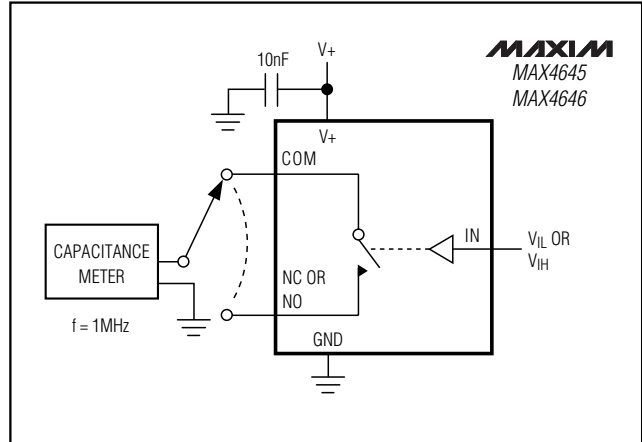 10nF
V+
MAXIM
MAX4645
MAX4646
V+
COM
CAPACITANCE
METER
f = 1MHz
NC OR
NO
IN
VIL OR
VIH
GND